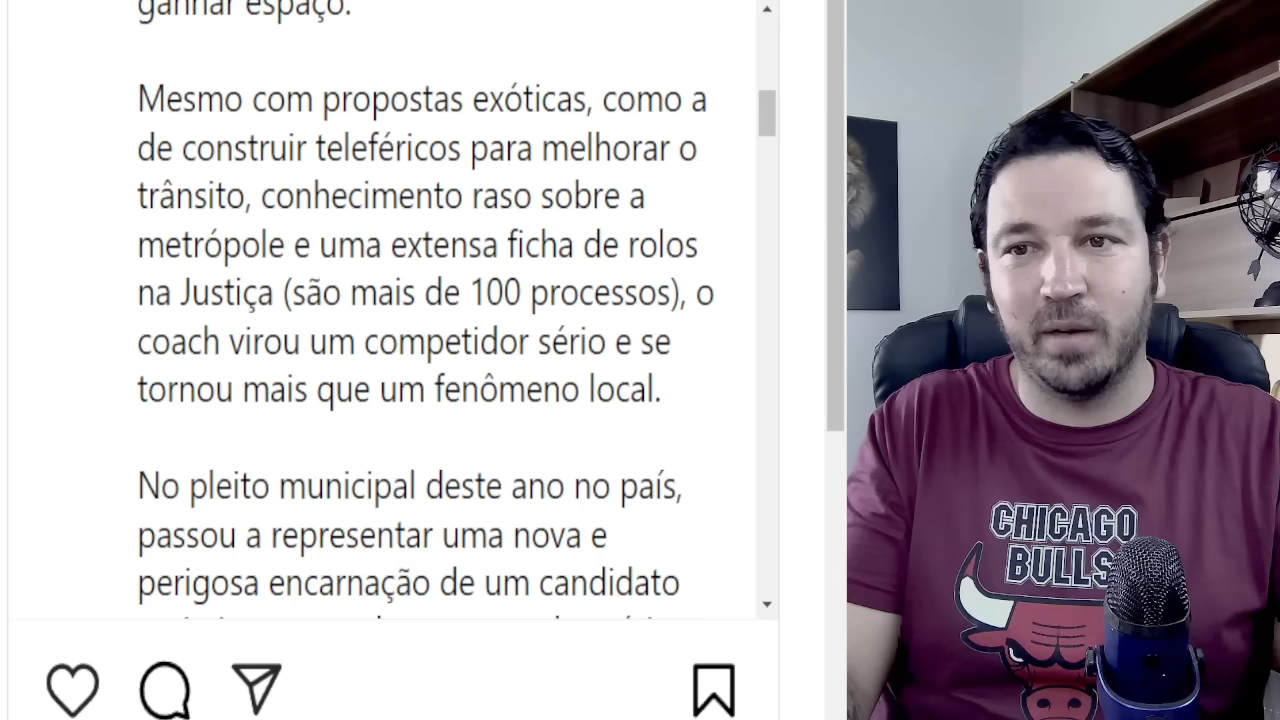 ganhar espaço.
Mesmo com propostas exóticas, como a
de construir teleféricos para melhorar o
trânsito, conhecimento raso sobre a
metrópole e uma extensa ficha de rolos
na Justiça (são mais de 100 processos), o
coach virou um competidor sério e se
tornou mais que um fenômeno local.
No pleito municipal deste ano no país,
passou a representar uma nova e
perigosa encarnação de um candidato
CHICAGO
BULLS